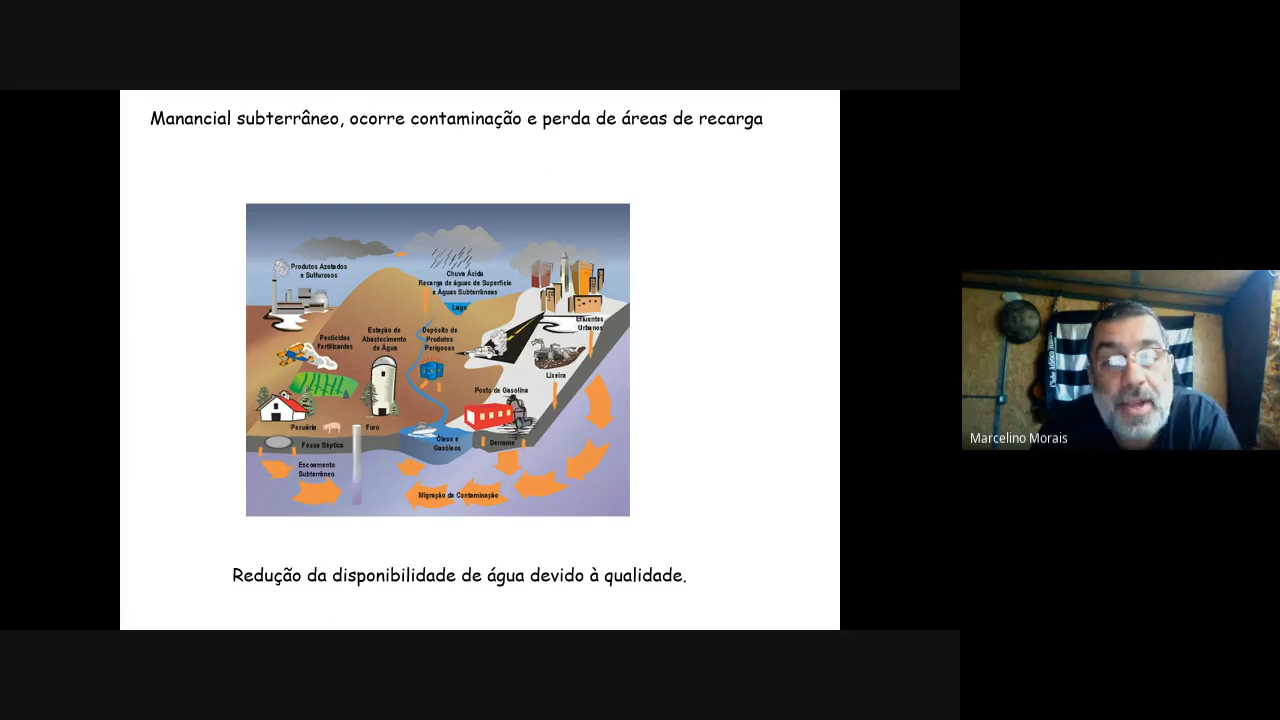 Manancial subterrâneo, ocorre contaminação e perda de áreas de recarga
Produtos Azotados
e Sulfurosos
Chuva Ácida
Recarga de águas de Superfície
e Águas Subterrâneas
Lago
Efluentes
Urbanos
Pesticidas
Fertilizantes
Estação de
Abastecimento
de Água
Depósito de
Produtos
Perigosos
Lixeira
Posto de Gasolina
Pecuária
Furo
Fossa Séptica
Óleos e
Gasóleos
Derrame
Escoamento
Subterrâneo
Migração da Contaminação
Redução da disponibilidade de água devido à qualidade.
Marcelino Morais